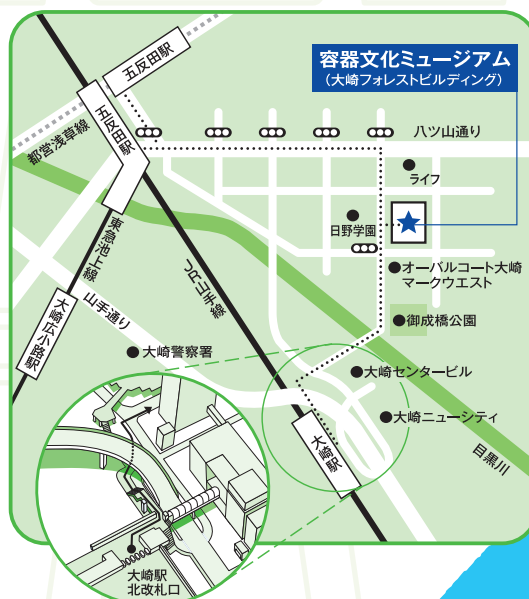 容器文化ミュージアム
(大崎フォレストビルディング)
五反田駅
五反田駅
都営浅草線
八ツ山通り
ライフ
日野学園
東急池上線
JR山手線
オーバルコート大崎
マークウエスト
山手通り
大崎広小路駅
御成橋公園
大崎警察署
大崎センタービル
大崎ニューシティ
大崎駅
目黒川
大崎駅
北改札口